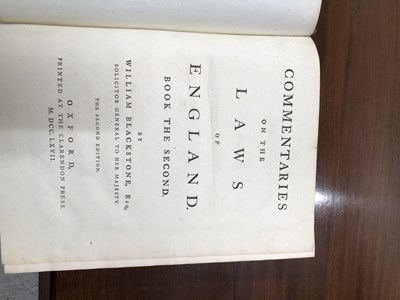 COMMENTARIES
ON THE
LAWS
OF
ENGLAND.
BOOK THE SECOND.
BY
WILLIAM BLACKSTONE, ESQ.
SOLICITOR GENERAL TO HER MAJESTY.
THE SECOND EDITION.
OXFORD,
PRINTED AT THE CLARENDON PRESS,
M. DCC. LXVII.